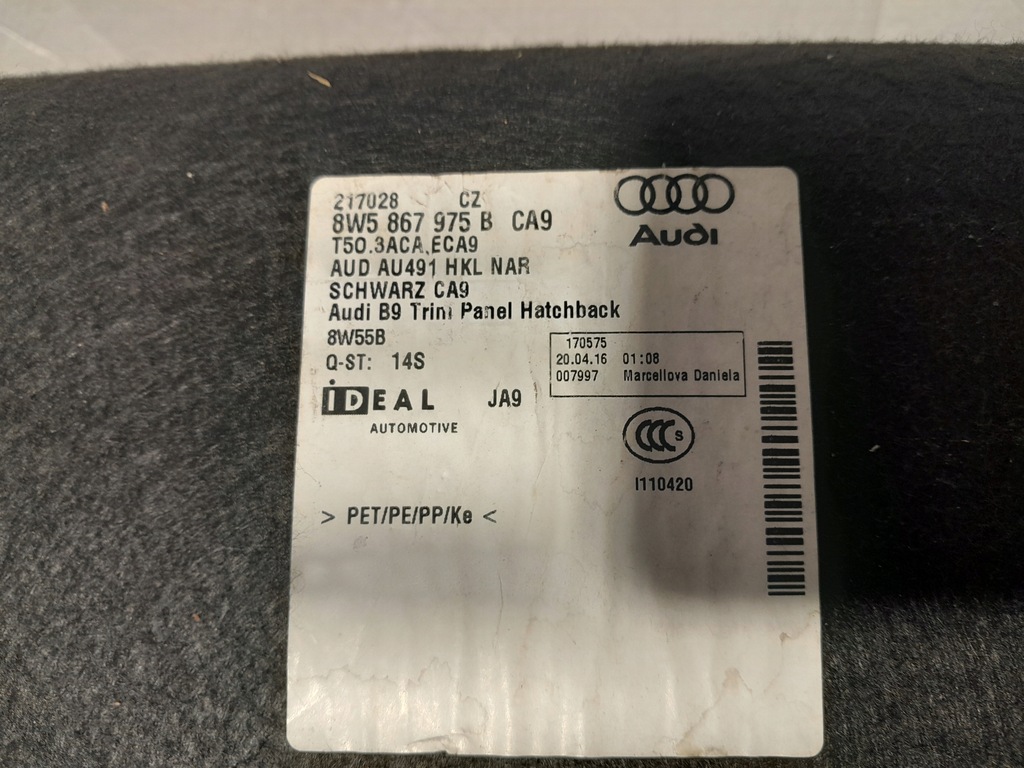 217028 CZ
8W5 867 975 B CA9
T50.3ACA.ECA9
AUD AU491 HKL NAR
SCHWARZ CA9
Audi B9 Trim Panel Hatchback
8W55B
Q-ST: 14S
iDEAL JA9
AUTOMOTIVE
> PET/PE/PP/Ke <
Audi
170575
20.04.16 01:08
007997 Marcellova Daniela
CCC S
I110420